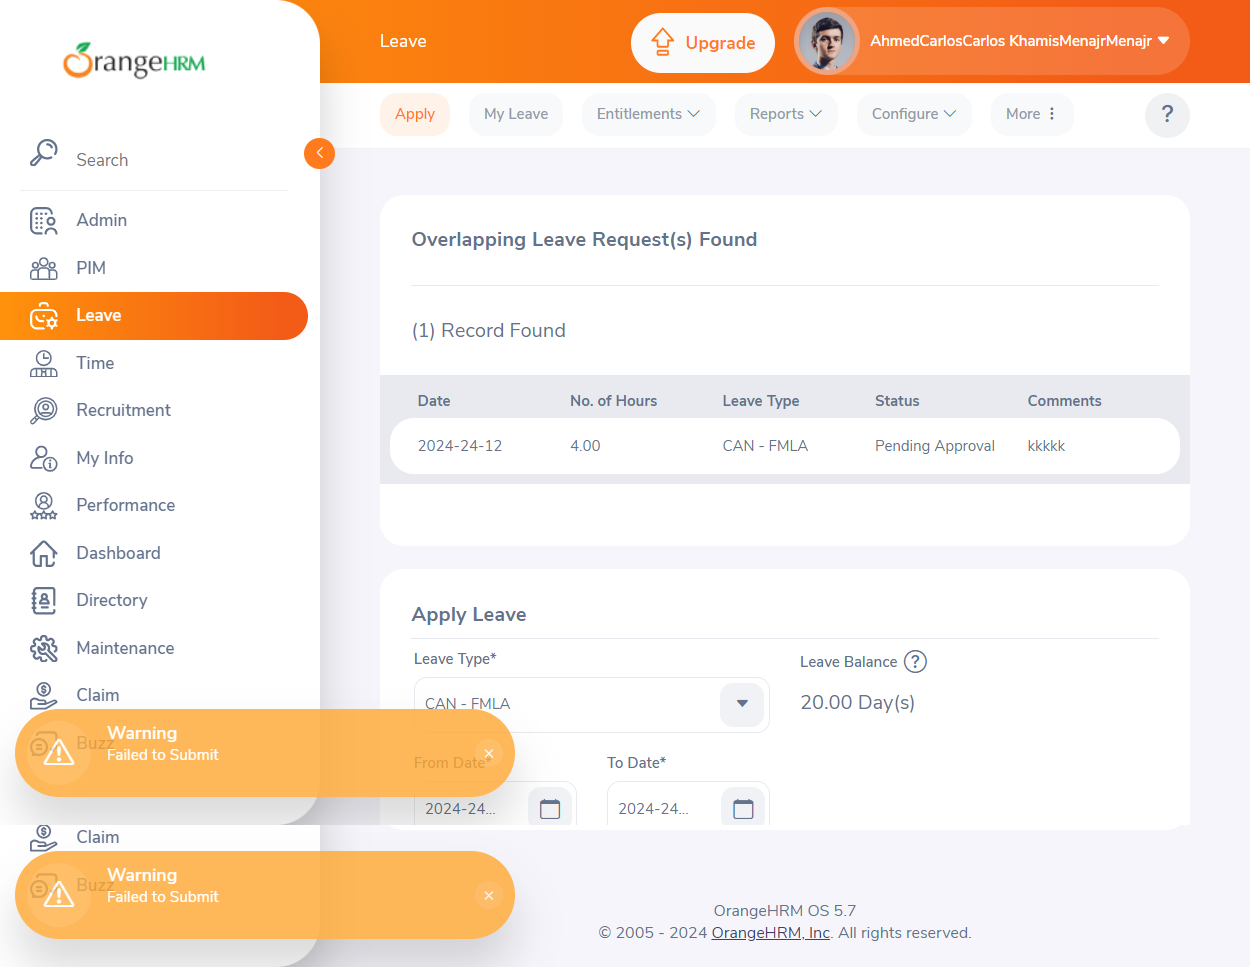 OrangeHRM
Leave
Upgrade
AhmedCarlosCarlos KhamisMenajrMenajr
Apply
My Leave
Entitlements
Reports
Configure
More
?
Search
Admin
PIM
Leave
Time
Recruitment
My Info
Performance
Dashboard
Directory
Maintenance
Claim
Buzz
Overlapping Leave Request(s) Found
(1) Record Found
Date No. of Hours Leave Type Status Comments
2024-24-12 4.00 CAN - FMLA Pending Approval kkkkk
Apply Leave
Leave Type*
Leave Balance ?
CAN - FMLA
20.00 Day(s)
From Date*
To Date*
2024-24...
2024-24...
Warning
Failed to Submit
Claim
Buzz
Warning
Failed to Submit
OrangeHRM OS 5.7
© 2005 - 2024 OrangeHRM, Inc. All rights reserved.